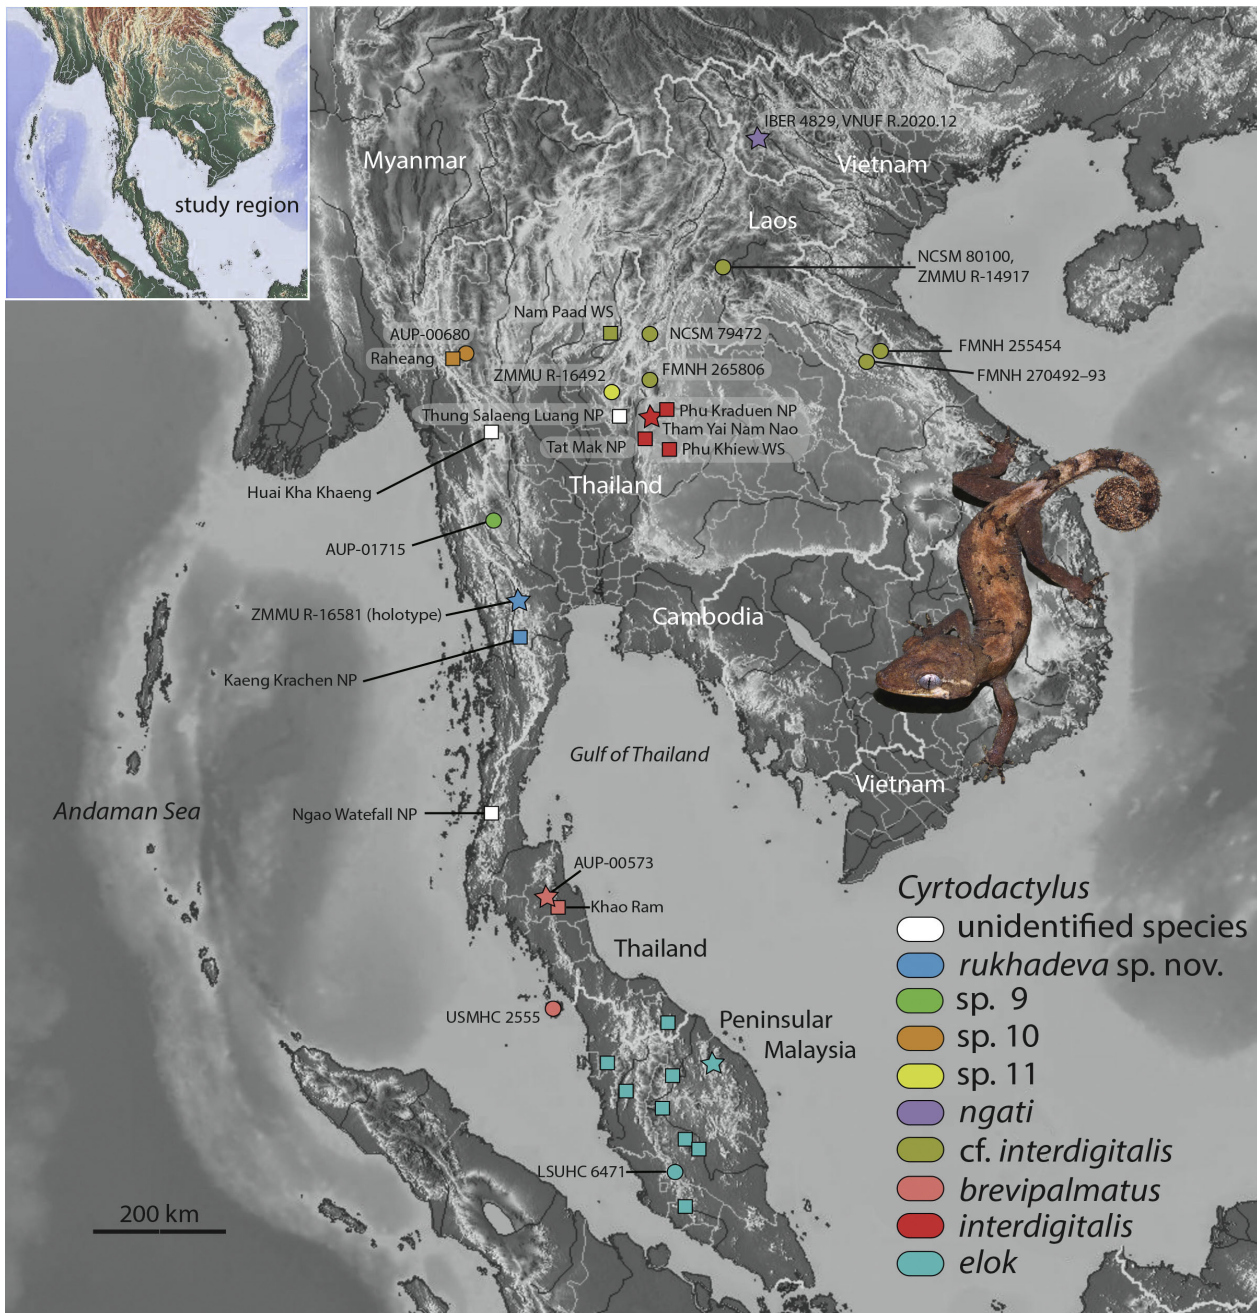 study region
IBER 4829, VNUF R.2020.12
Myanmar
Vietnam
Laos
NCSM 80100,
ZMMU R-14917
Nam Paad WS
AUP-00680
NCSM 79472
FMNH 255454
Raheang
ZMMU R-16492
FMNH 265806
FMNH 270492–93
Thung Salaeng Luang NP
Phu Kraduen NP
Tham Yai Nam Nao
Tat Mak NP
Phu Khiew WS
Huai Kha Khaeng
Thailand
AUP-01715
ZMMU R-16581 (holotype)
Cambodia
Kaeng Krachen NP
Gulf of Thailand
Vietnam
Andaman Sea
Ngao Watefall NP
AUP-00573
Khao Ram
Thailand
USMHC 2555
Peninsular
Malaysia
LSUHC 6471
200 km
Cyrtodactylus
unidentified species
rukhadeva sp. nov.
sp. 9
sp. 10
sp. 11
ngati
cf. interdigitalis
brevipalmatus
interdigitalis
elok